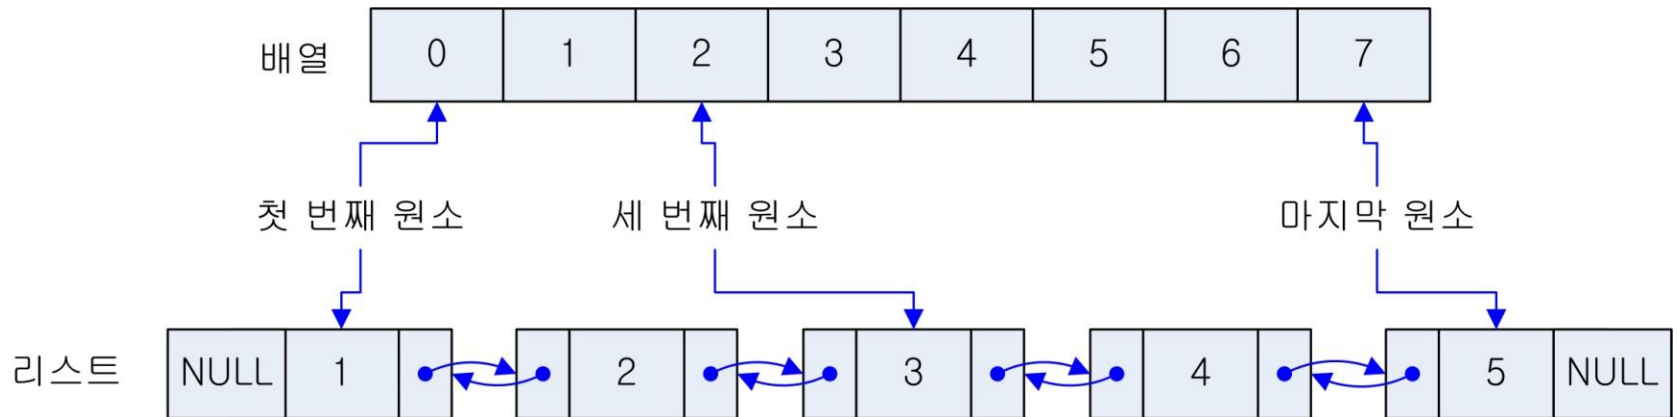 배열 0 1 2 3 4 5 6 7
첫 번째 원소 세 번째 원소 마지막 원소
리스트 NULL 1 2 3 4 5 NULL